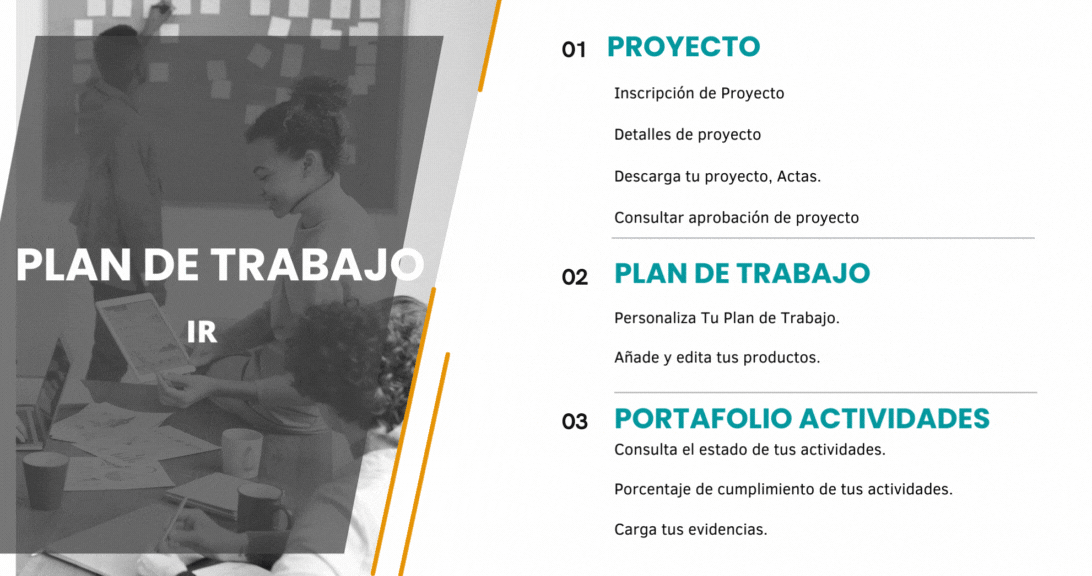 PLAN DE TRABAJO
IR
01 PROYECTO
Inscripción de Proyecto
Detalles de proyecto
Descarga tu proyecto, Actas.
Consultar aprobación de proyecto
02 PLAN DE TRABAJO
Personaliza Tu Plan de Trabajo.
Añade y edita tus productos.
03 PORTAFOLIO ACTIVIDADES
Consulta el estado de tus actividades.
Porcentaje de cumplimiento de tus actividades.
Carga tus evidencias.